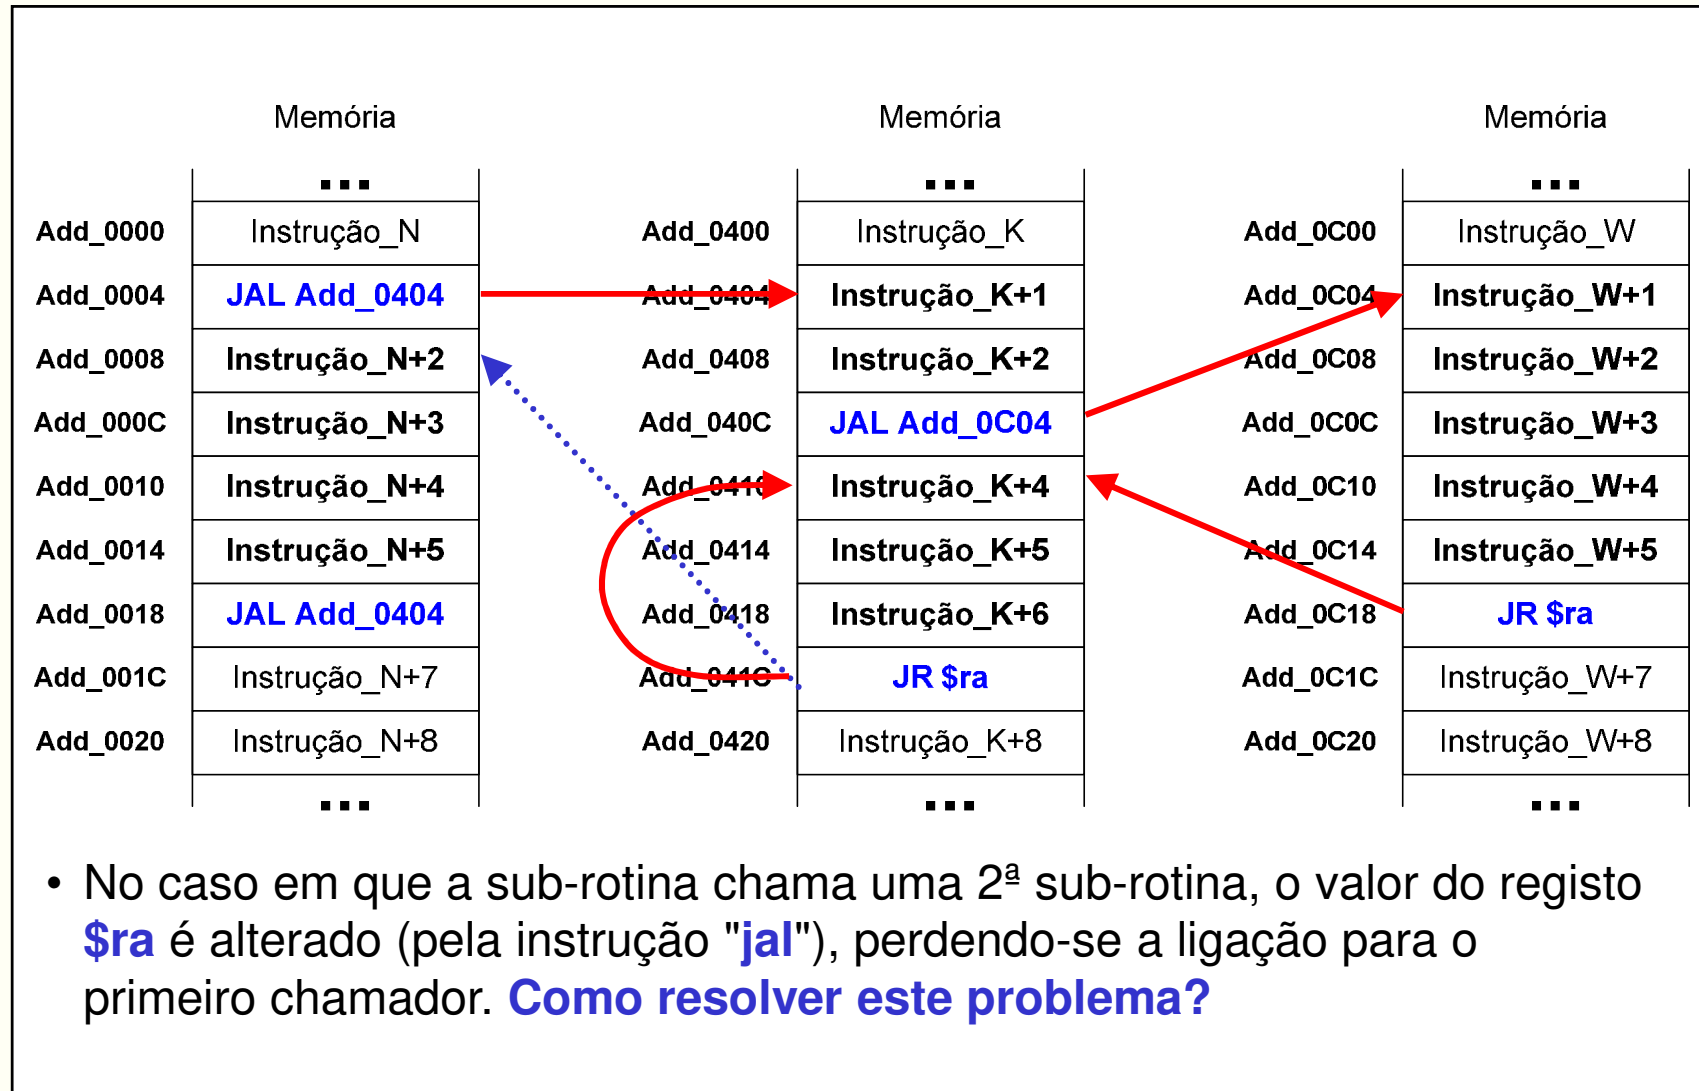 Memória Memória Memória
... ... ...
Add_0000 Instrução_N Add_0400 Instrução_K Add_0C00 Instrução_W
Add_0004 JAL Add_0404 Add_0404 Instrução_K+1 Add_0C04 Instrução_W+1
Add_0008 Instrução_N+2 Add_0408 Instrução_K+2 Add_0C08 Instrução_W+2
Add_000C Instrução_N+3 Add_040C JAL Add_0C04 Add_0C0C Instrução_W+3
Add_0010 Instrução_N+4 Add_0410 Instrução_K+4 Add_0C10 Instrução_W+4
Add_0014 Instrução_N+5 Add_0414 Instrução_K+5 Add_0C14 Instrução_W+5
Add_0018 JAL Add_0404 Add_0418 Instrução_K+6 Add_0C18 JR $ra
Add_001C Instrução_N+7 Add_041C JR $ra Add_0C1C Instrução_W+7
Add_0020 Instrução_N+8 Add_0420 Instrução_K+8 Add_0C20 Instrução_W+8
... ... ...
• No caso em que a sub-rotina chama uma 2ª sub-rotina, o valor do registo
$ra é alterado (pela instrução "jal"), perdendo-se a ligação para o
primeiro chamador. Como resolver este problema?